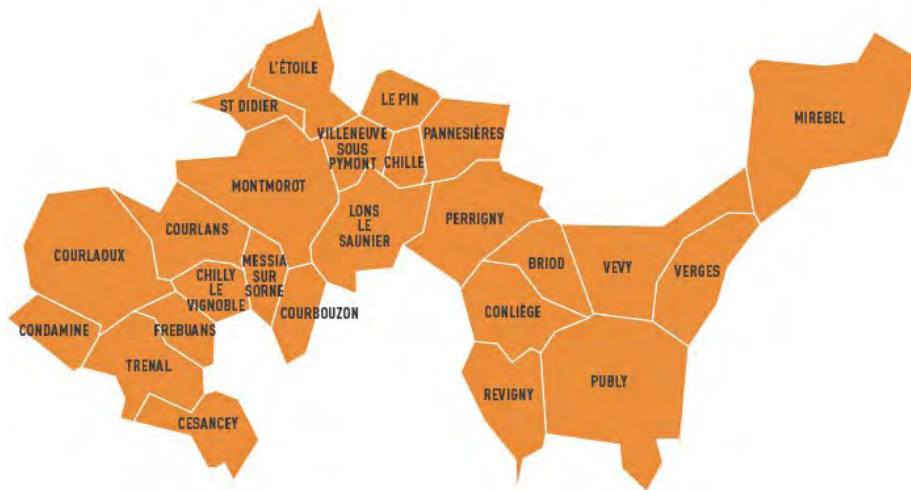 L'ÉTOILE
ST DIDIER
LE PIN
MIREBEL
VILLENEUVE
SOUS
PYMONT
CHILLE
PANNESIÈRES
MONTMOROT
LONS
LE
SAUNIER
PERRIGNY
COURLANS
COURLAOUX
MESSIA
SUR
SORNE
CHILLY
LE
VIGNOBLE
BRIOD
VEVY
VERGES
CONLIÈGE
COURBOUZON
CONDAMINE
FREBUANS
TRENAL
REVIGNY
PUBLY
CESANCEY